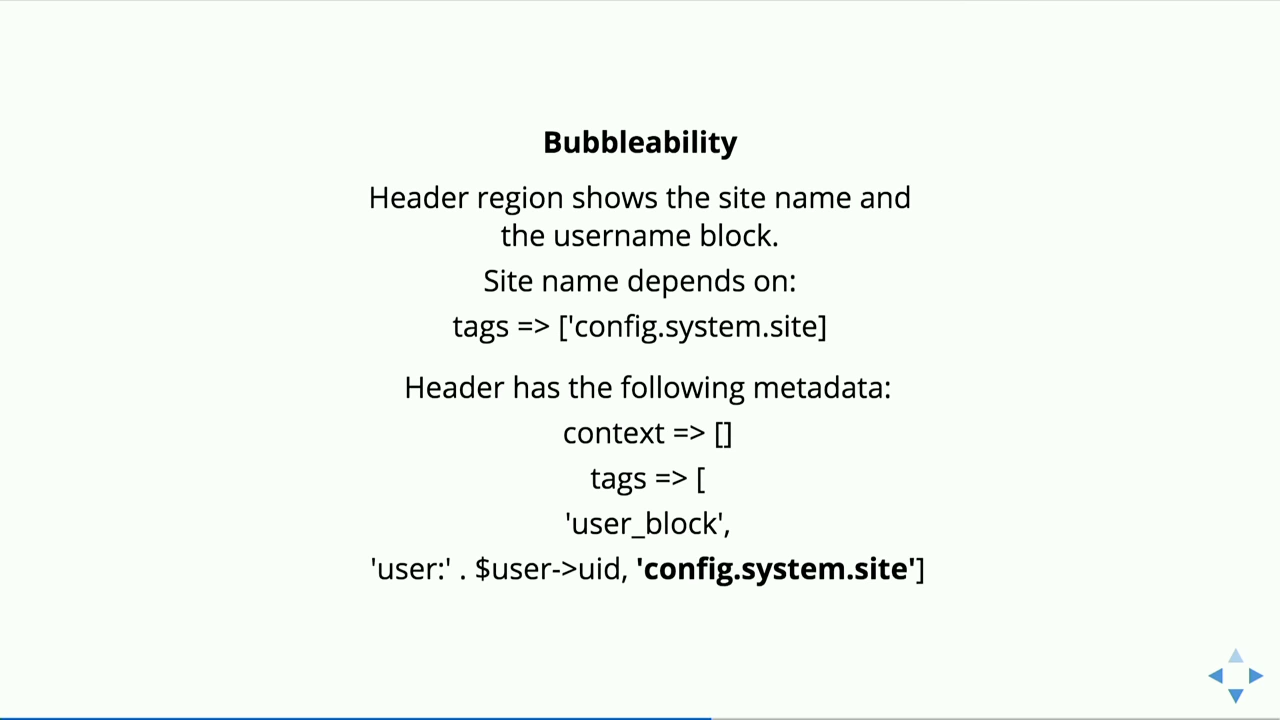 Bubbleability
Header region shows the site name and
the username block.
Site name depends on:
tags => ['config.system.site]
Header has the following metadata:
context => []
tags => [
'user_block',
'user:' . $user->uid, 'config.system.site']